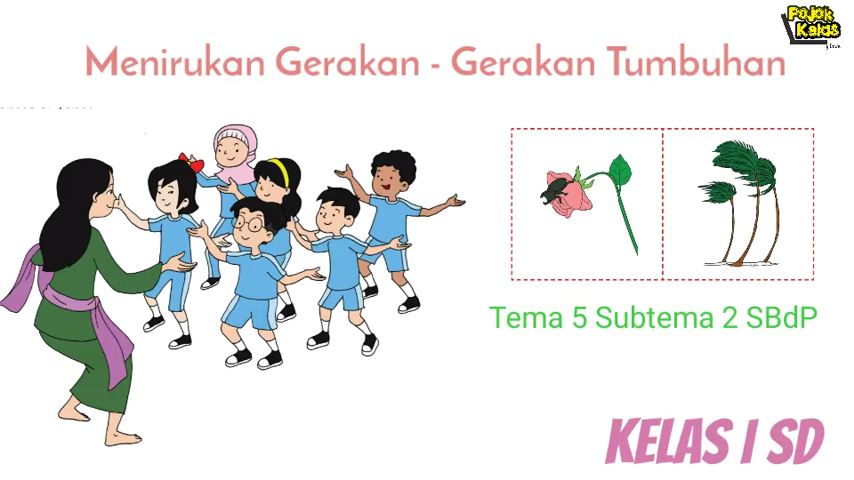 Pojok
Kelas
Menirukan Gerakan - Gerakan Tumbuhan
Tema 5 Subtema 2 SBdP
KELAS I SD